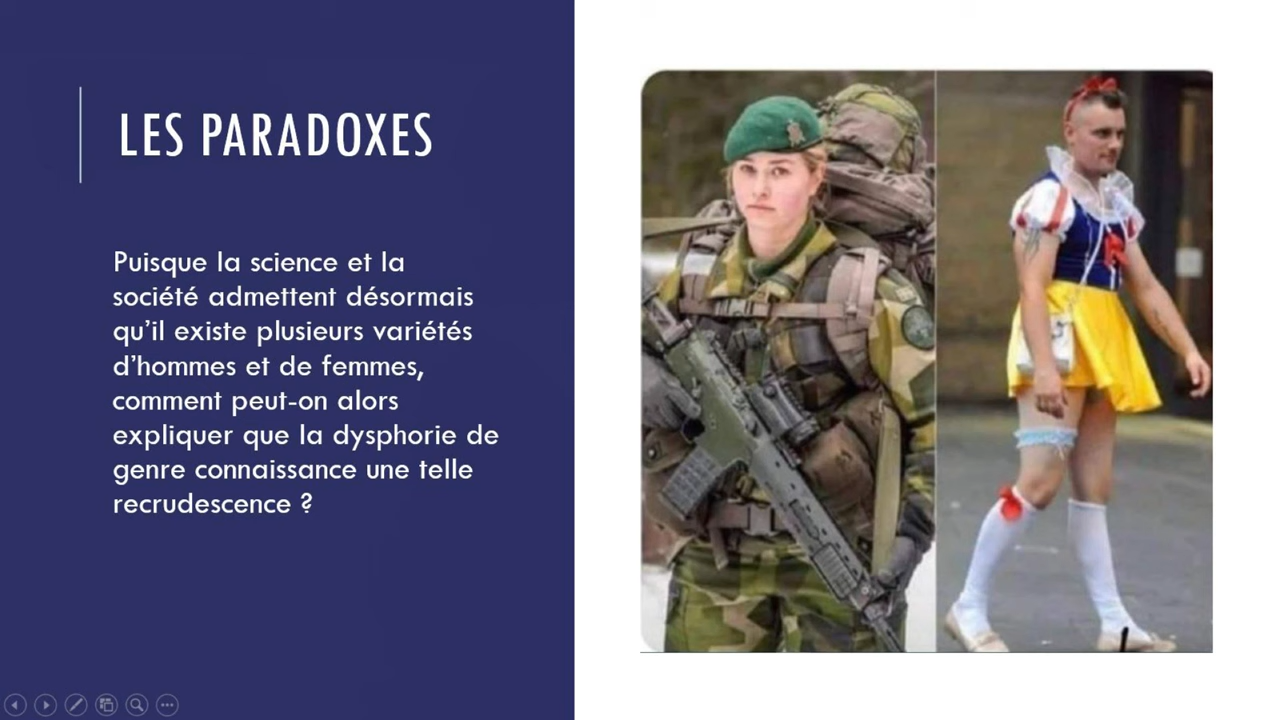 LES PARADOXES
Puisque la science et la
société admettent désormais
qu'il existe plusieurs variétés
d'hommes et de femmes,
comment peut-on alors
expliquer que la dysphorie de
genre connaissance une telle
recrudescence ?